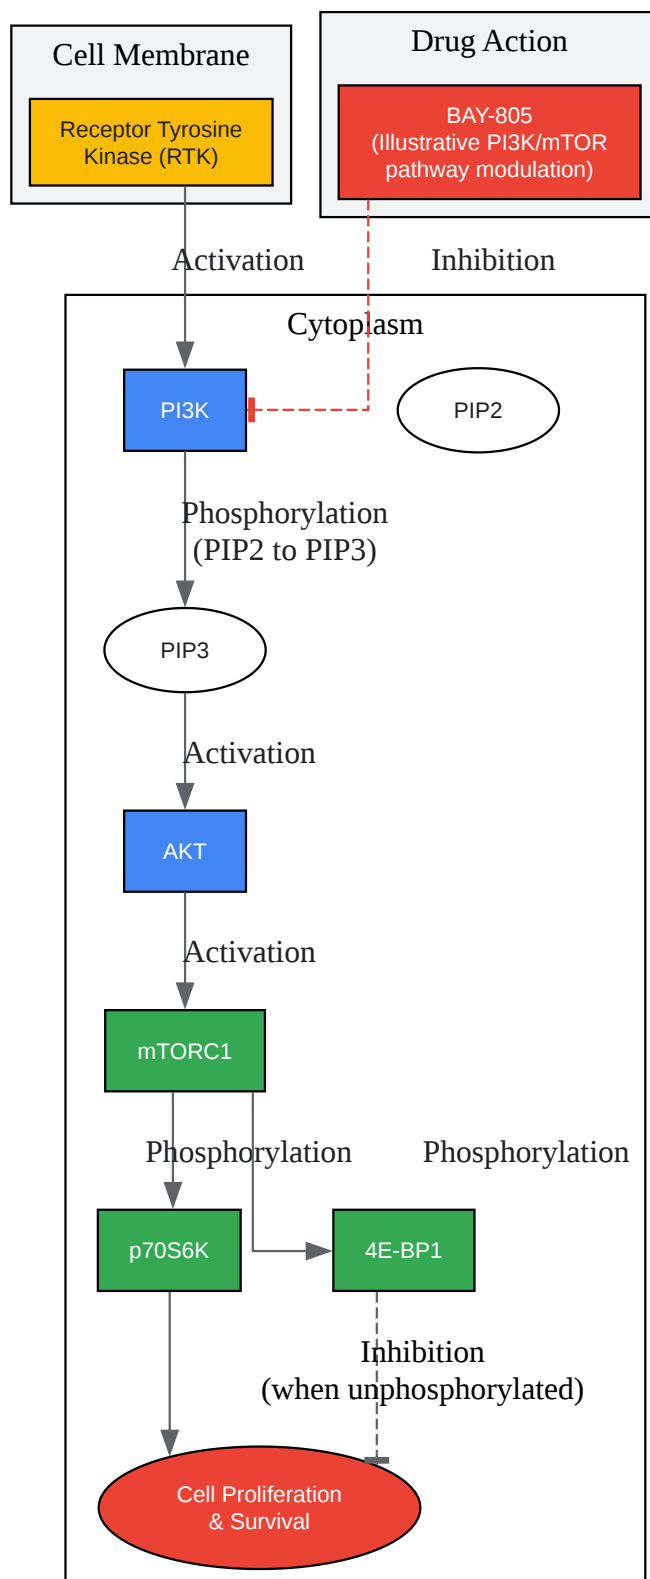 Cell Membrane
Receptor Tyrosine
Kinase (RTK)
Drug Action
BAY-805
(Illustrative PI3K/mTOR
pathway modulation)
Activation
Inhibition
Cytoplasm
PI3K
PIP2
Phosphorylation
(PIP2 to PIP3)
PIP3
Activation
AKT
Activation
mTORC1
Phosphorylation
Phosphorylation
p70S6K
4E-BP1
Inhibition
(when unphosphorylated)
Cell Proliferation
& Survival